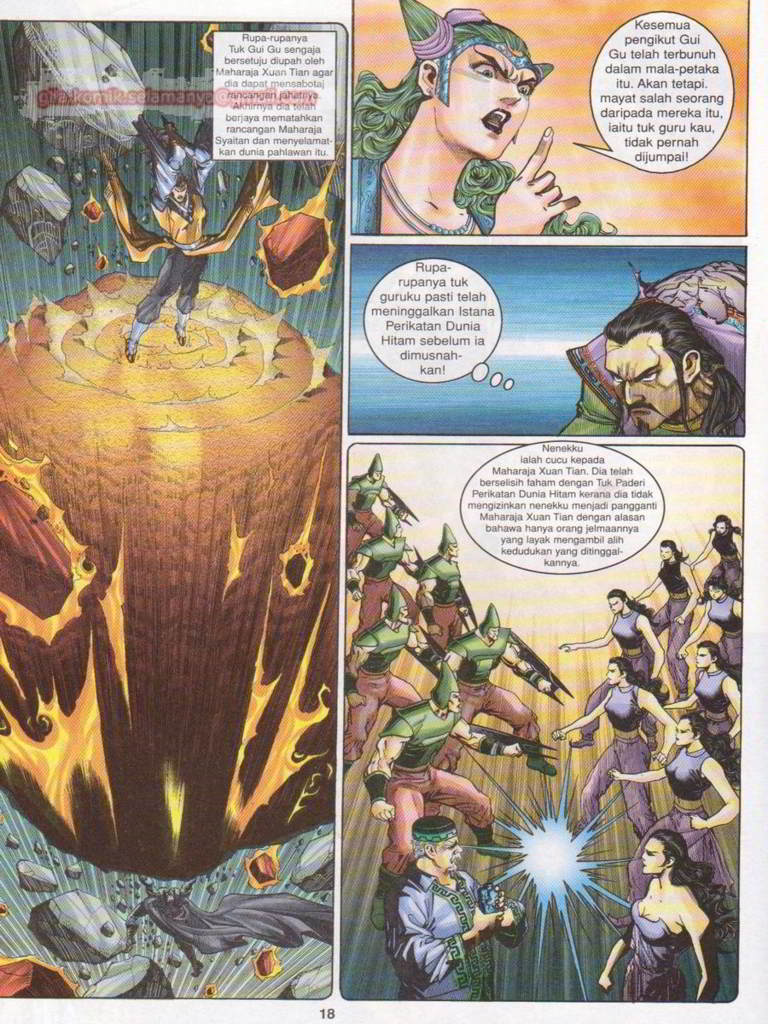 Rupa-rupanya
Tuk Gui Gu sengaja
bersetuju diupah oleh
Maharaja Xuan Tian agar
dia dapat mensabotaj
rancangan jahatnya.
Akhirnya dia telah
berjaya mematahkan
rancangan Maharaja
Syaitan dan menyelamat-
kan dunia pahlawan itu.
Kesemua
pengikut Gui
Gu telah terbunuh
dalam mala-petaka
itu. Akan tetapi.
mayat salah seorang
daripada mereka itu,
iaitu tuk guru kau,
tidak pernah
dijumpai!
Rupa-
rupanya tuk
guruku pasti telah
meninggalkan Istana
Perikatan Dunia
Hitam sebelum ia
dimusnah-
kan!
Nenekku
ialah cucu kepada
Maharaja Xuan Tian. Dia telah
berselisih faham dengan Tuk Paderi
Perikatan Dunia Hitam kerana dia tidak
mengizinkan nenekku menjadi pangganti
Maharaja Xuan Tian dengan alasan
bahawa hanya orang jelmaannya
yang layak mengambil alih
kedudukan yang ditinggal-
kannya.
18